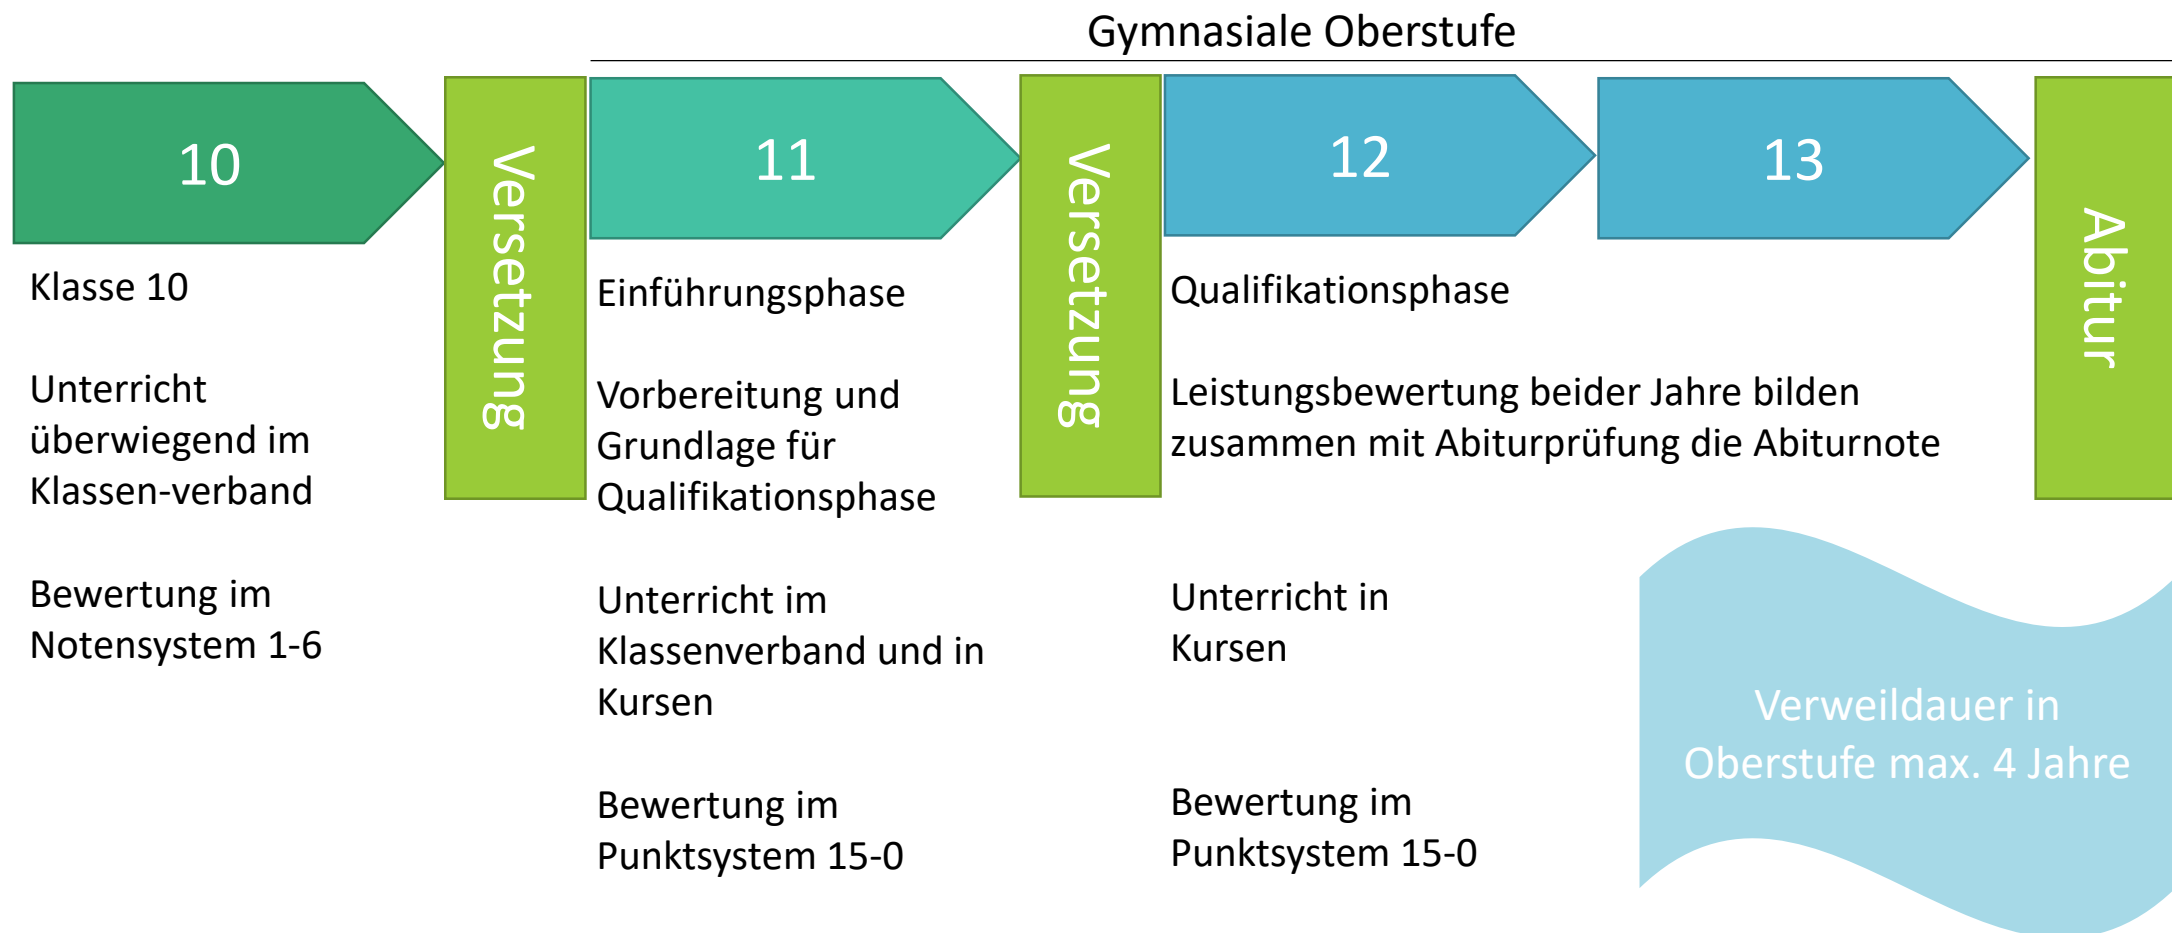 Gymnasiale Oberstufe
10
Versetzung
11
Versetzung
12
13
Abitur
Klasse 10
Unterricht
überwiegend im
Klassen-verband
Bewertung im
Notensystem 1-6
Einführungsphase
Vorbereitung und
Grundlage für
Qualifikationsphase
Unterricht im
Klassenverband und in
Kursen
Bewertung im
Punktsystem 15-0
Qualifikationsphase
Leistungsbewertung beider Jahre bilden
zusammen mit Abiturprüfung die Abiturnote
Unterricht in
Kursen
Bewertung im
Punktsystem 15-0
Verweildauer in
Oberstufe max. 4 Jahre